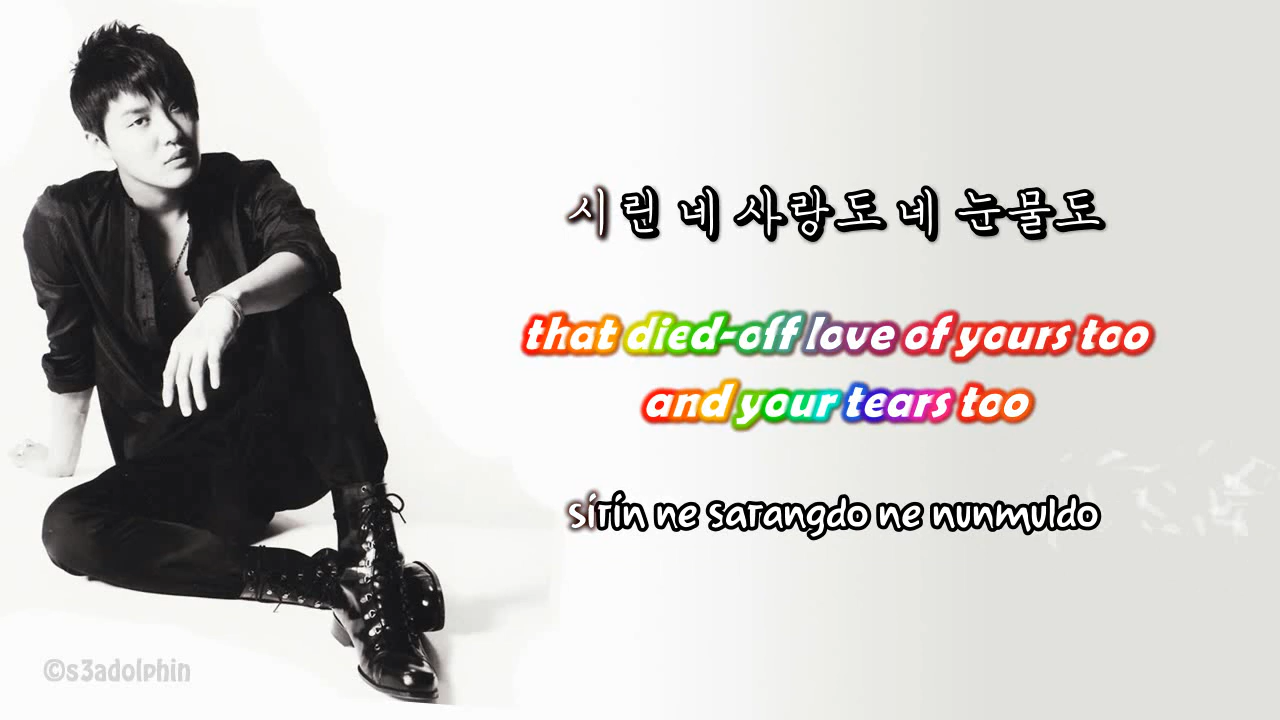 시린 네 사랑도 네 눈물도
that died-off love of yours too
and your tears too
sirin ne sarangdo ne nunmuldo
©s3adolphin